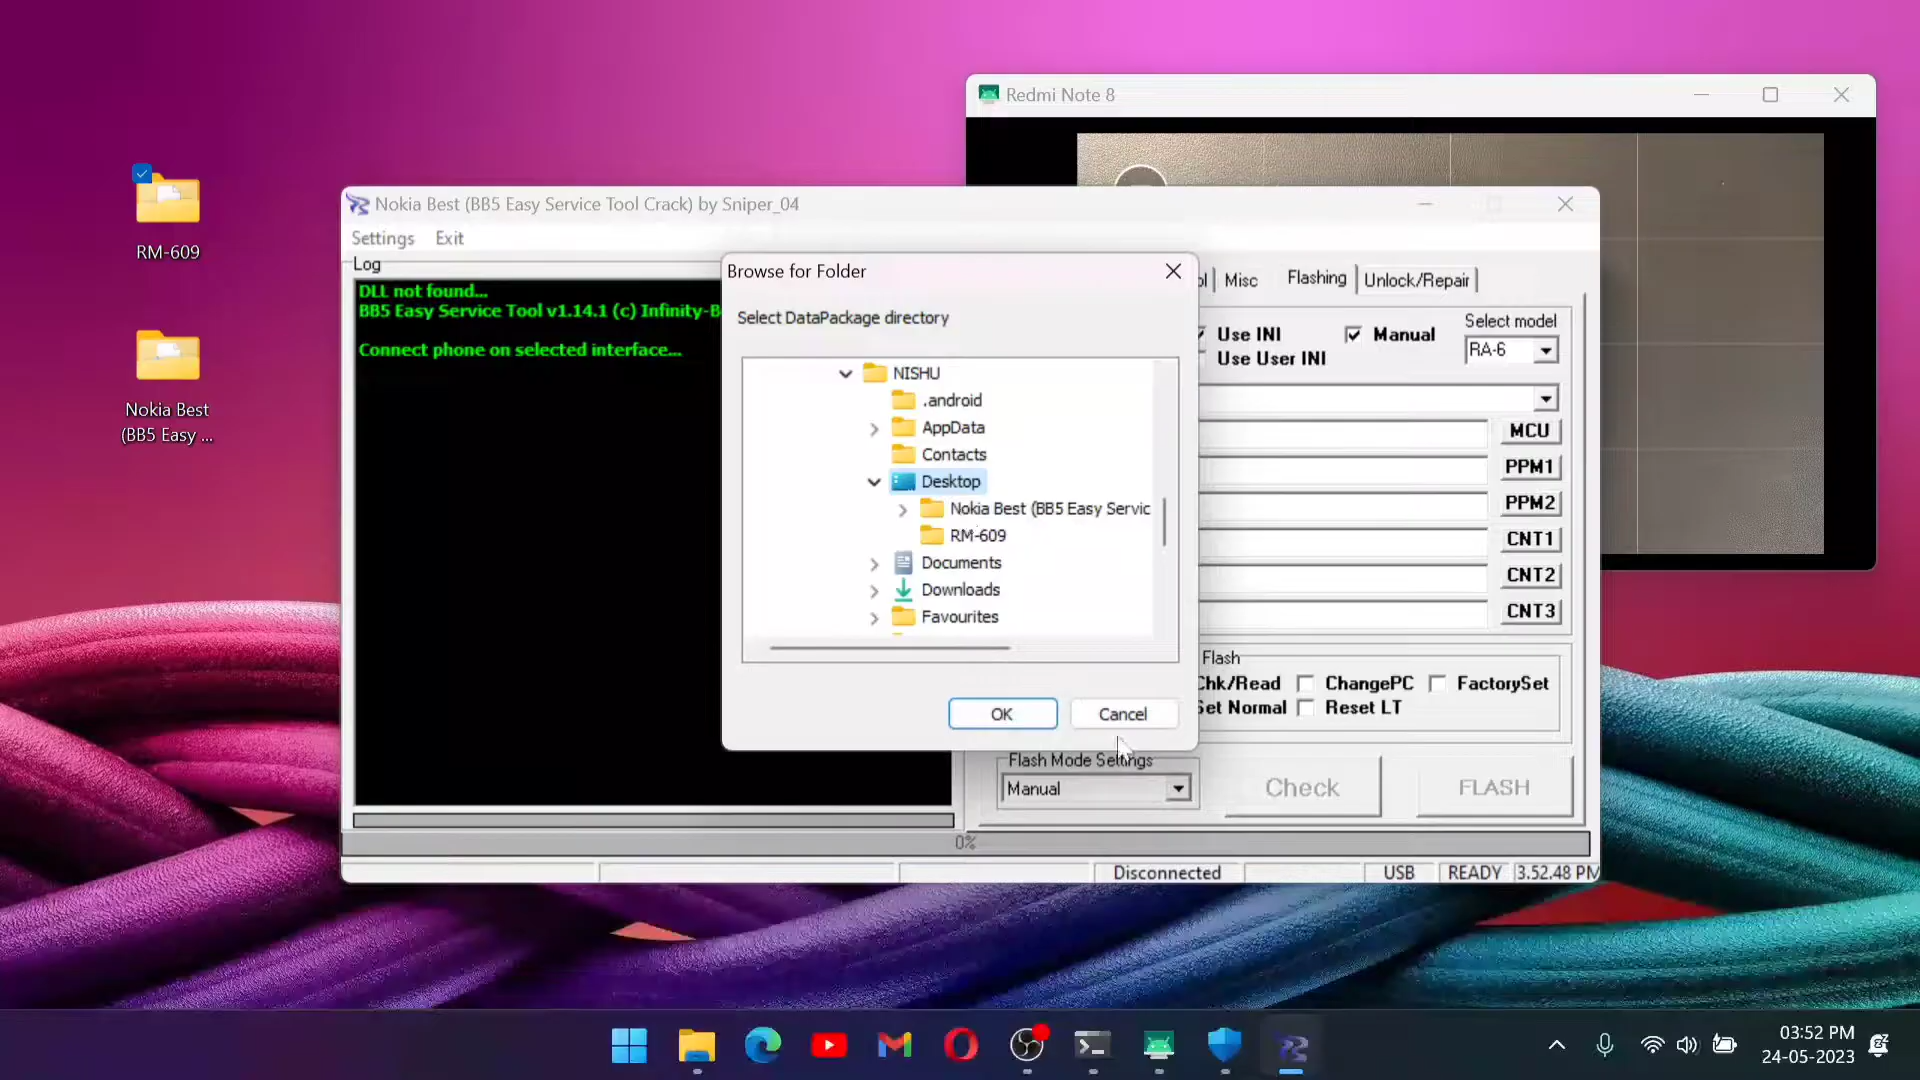 Redmi Note 8
RM-609
Nokia Best
(BB5 Easy ...
Nokia Best (BB5 Easy Service Tool Crack) by Sniper_04
Settings Exit
Log
DLL not found...
BB5 Easy Service Tool v1.14.1 (c) Infinity-B
Connect phone on selected interface...
Browse for Folder
Select DataPackage directory
NISHU
.android
AppData
Contacts
Desktop
Nokia Best (BB5 Easy Servic
RM-609
Documents
Downloads
Favourites
OK Cancel
Misc Flashing Unlock/Repair
Use INI Manual
Use User INI
Select model
RA-6
MCU
PPM1
PPM2
CNT1
CNT2
CNT3
Flash
Chk/Read ChangePC FactorySet
Set Normal Reset LT
Flash Mode Settings
Manual
Check FLASH
0%
Disconnected USB READY 3.52.48 PM
03:52 PM
24-05-2023